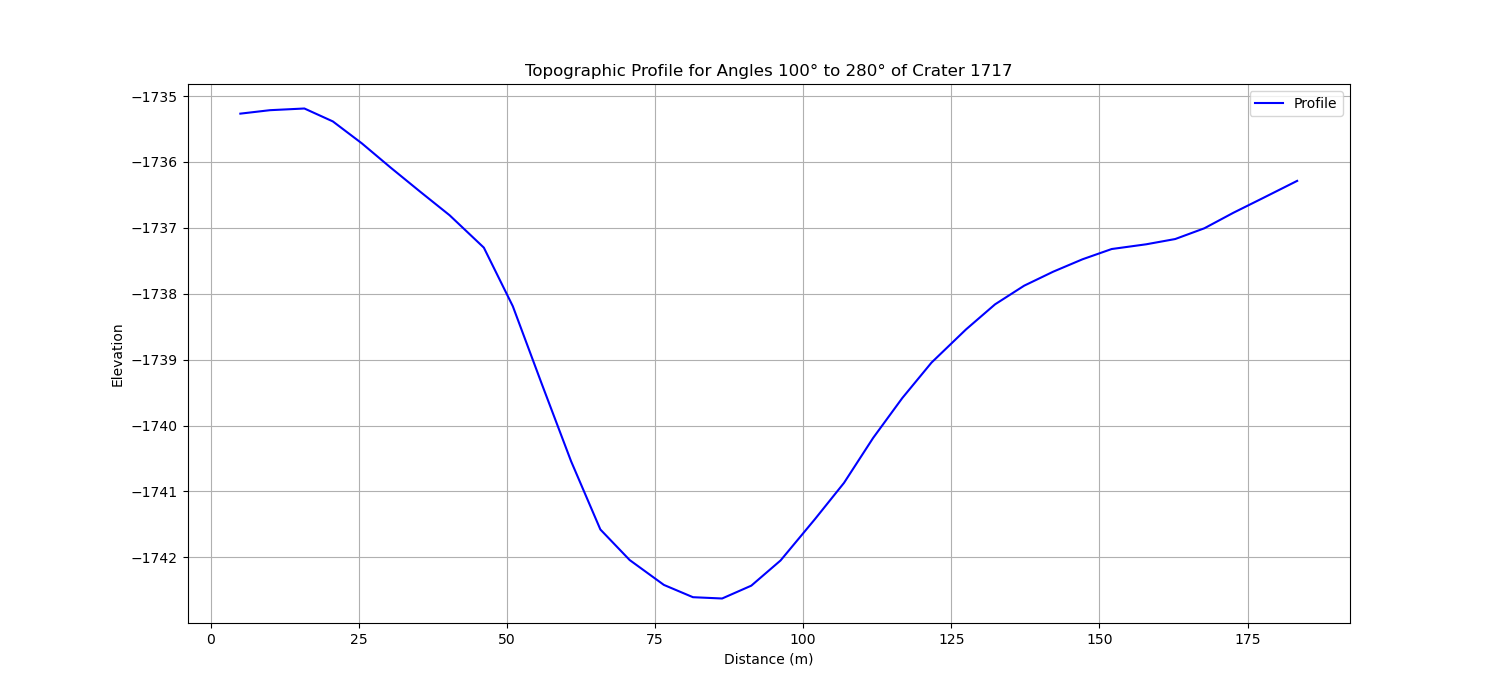 Topographic Profile for Angles 100° to 280° of Crater 1717
Profile
Elevation
−1735
−1736
−1737
−1738
−1739
−1740
−1741
−1742
0 25 50 75 100 125 150 175
Distance (m)